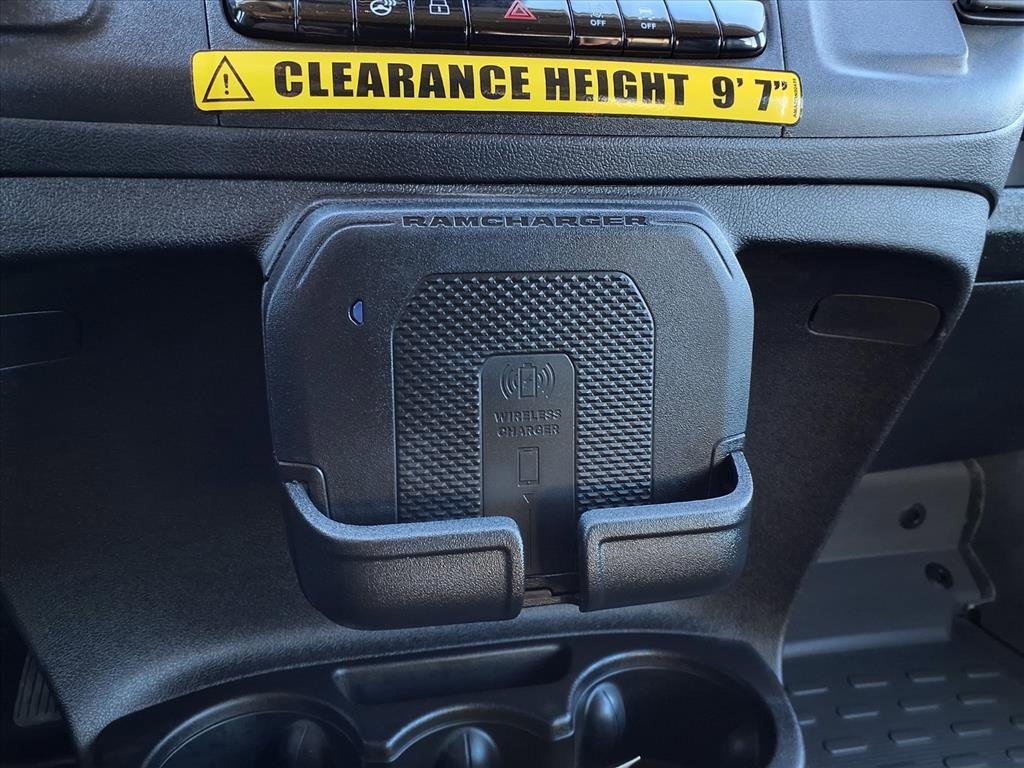 OFF OFF
CLEARANCE HEIGHT 9' 7"
RAMCHARGER
WIRELESS
CHARGER